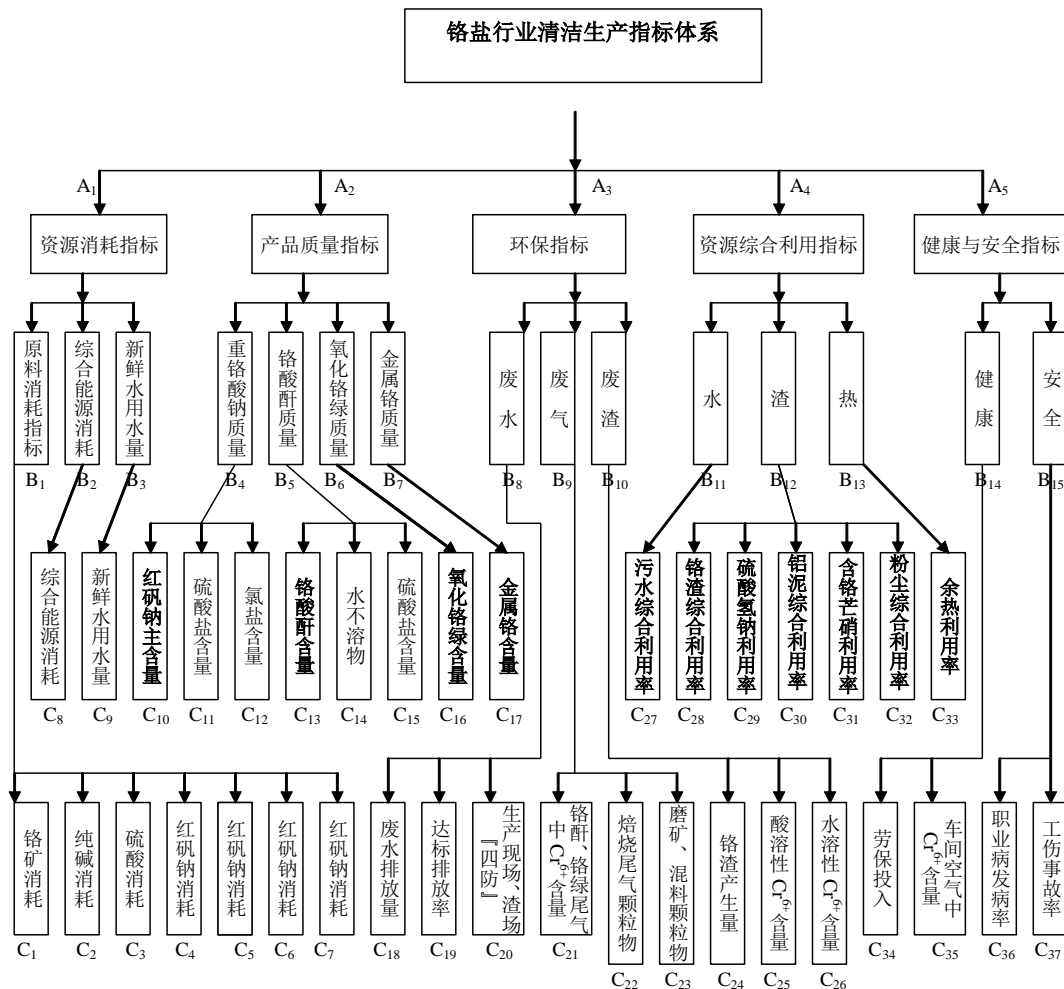 铬盐行业清洁生产指标体系
A₁
A₂
A₃
A₄
A₅
资源消耗指标
产品质量指标
环保指标
资源综合利用指标
健康与安全指标
原料消耗指标
综合能源消耗
新鲜水用水量
重铬酸钠质量
铬酸酐质量
氧化铬绿质量
金属铬质量
废水
废气
废渣
水
渣
热
健康
安全
B₁
B₂
B₃
B₄
B₅
B₆
B₇
B₈
B₉
B₁₀
B₁₁
B₁₂
B₁₃
B₁₄
B₁₅
综合能源消耗
新鲜水用水量
红矾钠主含量
硫酸盐含量
氯盐含量
铬酸酐含量
水不溶物
硫酸盐含量
氧化铬绿含量
金属铬含量
污水综合利用率
铬渣综合利用率
硫酸氢钠利用率
铝泥综合利用率
含铬芒硝利用率
粉尘综合利用率
余热利用率
C₈
C₉
C₁₀
C₁₁
C₁₂
C₁₃
C₁₄
C₁₅
C₁₆
C₁₇
C₂₇
C₂₈
C₂₉
C₃₀
C₃₁
C₃₂
C₃₃
铬矿消耗
纯碱消耗
硫酸消耗
红矾钠消耗
红矾钠消耗
红矾钠消耗
红矾钠消耗
废水排放量
达标排放率
生产现场、渣场
『四防』
铬酐、铬绿尾气
中Cr⁶⁺含量
焙烧尾气颗粒物
磨矿、混料颗粒物
铬渣产生量
酸溶性Cr⁶⁺含量
水溶性Cr⁶⁺含量
劳保投入
车间空气中
Cr⁶⁺含量
职业病发病率
工伤事故率
C₁
C₂
C₃
C₄
C₅
C₆
C₇
C₁₈
C₁₉
C₂₀
C₂₁
C₂₂
C₂₃
C₂₄
C₂₅
C₂₆
C₃₄
C₃₅
C₃₆
C₃₇